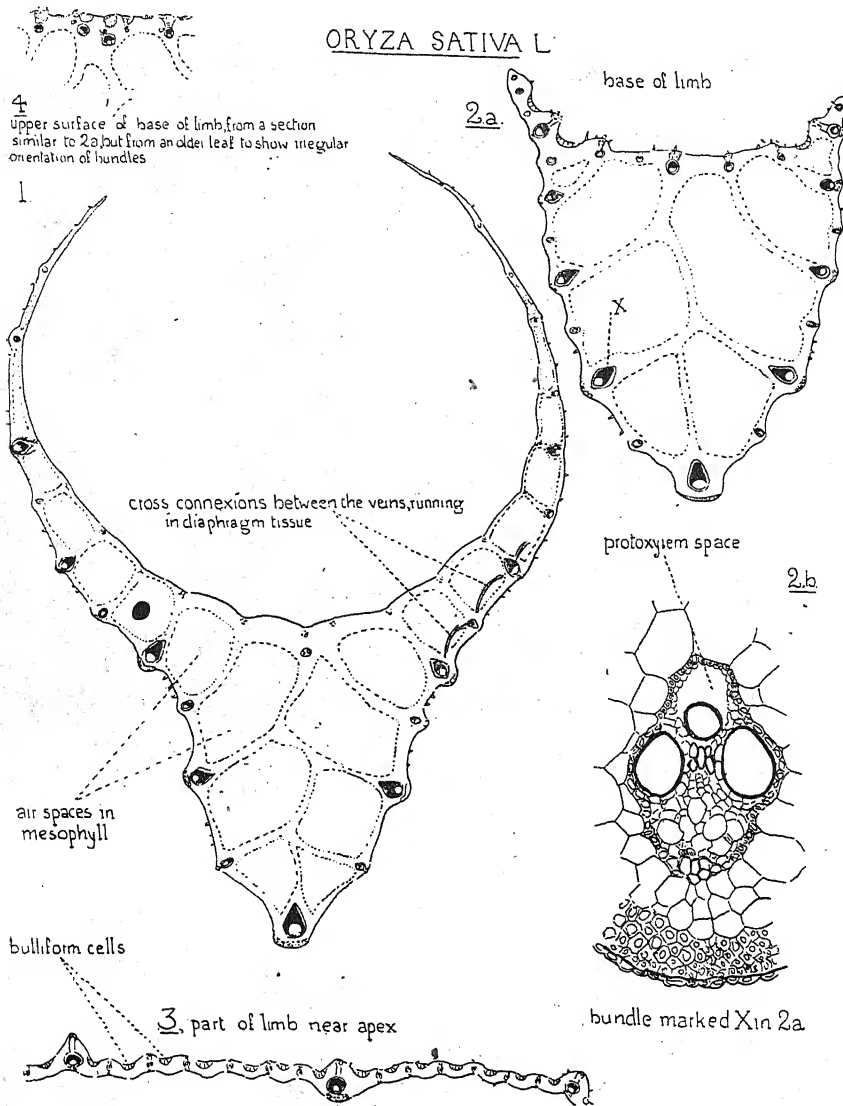 ORYZA SATIVA L
4
upper surface of base of limb, from a section
similar to 2a, but from an older leaf to show irregular
orientation of bundles
1.
2a.
base of limb
X
cross connexions between the veins, running
in diaphragm tissue
protoxylem space
2.b.
air spaces in
mesophyll
bulliform cells
3, part of limb near apex
bundle marked X in 2a